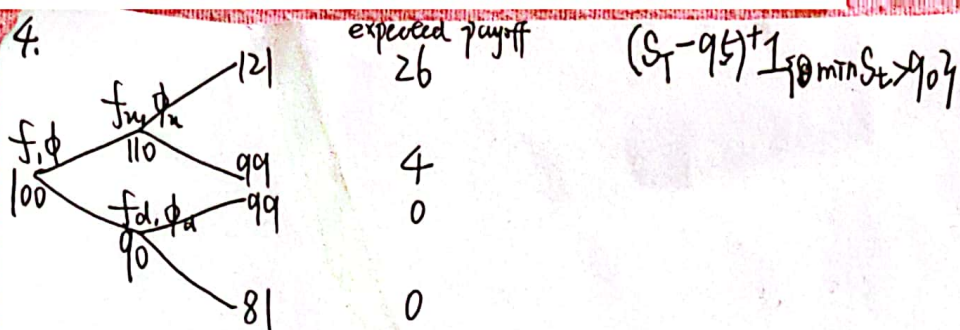 4.
expected payoff
121
26
(S_T-95)^+ 1_{min S_t>90}
f_u, φ_u
f, φ
110
100
99
4
99
0
f_d, φ_d
90
81
0